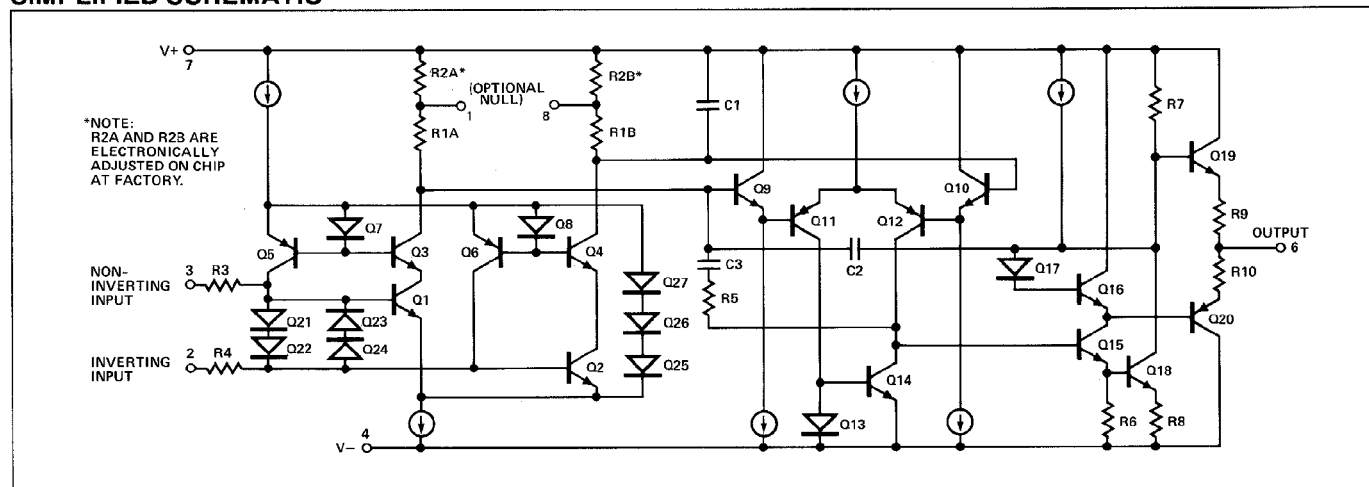 SIMPLIFIED SCHEMATIC
V+
7
R2A*
(OPTIONAL
NULL)
1
8
R2B*
R1A
R1B
C1
R7
*NOTE:
R2A AND R2B ARE
ELECTRONICALLY
ADJUSTED ON CHIP
AT FACTORY.
Q9
Q10
Q19
Q11
Q12
Q7
Q8
Q5
Q3
Q6
Q4
R9
OUTPUT
6
NON-
INVERTING
INPUT
3
R3
C3
C2
Q17
R10
Q27
Q16
Q1
R5
Q20
Q21
Q23
Q26
Q22
Q24
Q15
INVERTING
INPUT
2
R4
Q2
Q25
Q14
Q18
Q13
R6
R8
V−
4